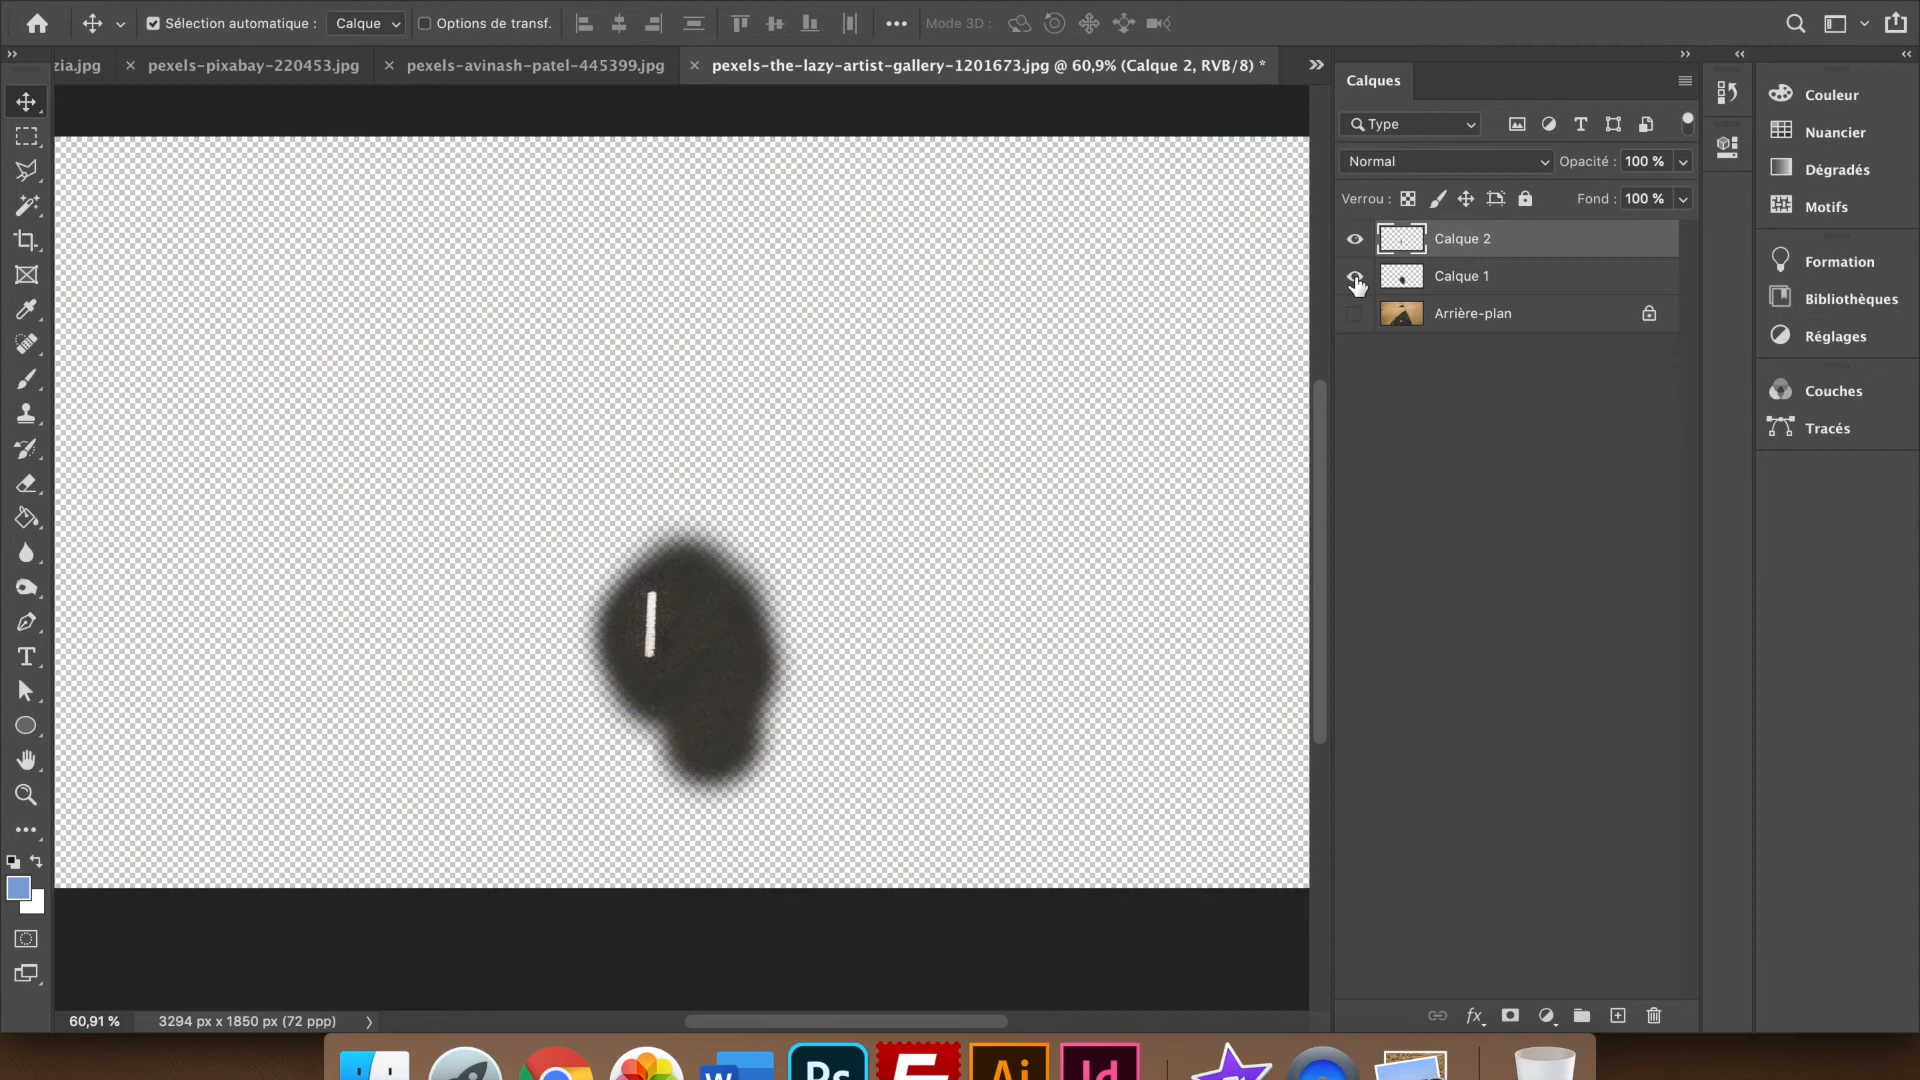 Sélection automatique :
Calque
Options de transf.
Mode 3D :
zia.jpg
pexels-pixabay-220453.jpg
pexels-avinash-patel-445399.jpg
pexels-the-lazy-artist-gallery-1201673.jpg @ 60,9% (Calque 2, RVB/8) *
Calques
Type
Normal
Opacité :
100 %
Verrou :
Fond :
100 %
Calque 2
Calque 1
Arrière-plan
Couleur
Nuancier
Dégradés
Motifs
Formation
Bibliothèques
Réglages
Couches
Tracés
60,91 %
3294 px x 1850 px (72 ppp)
W
Ps
Ai
Id